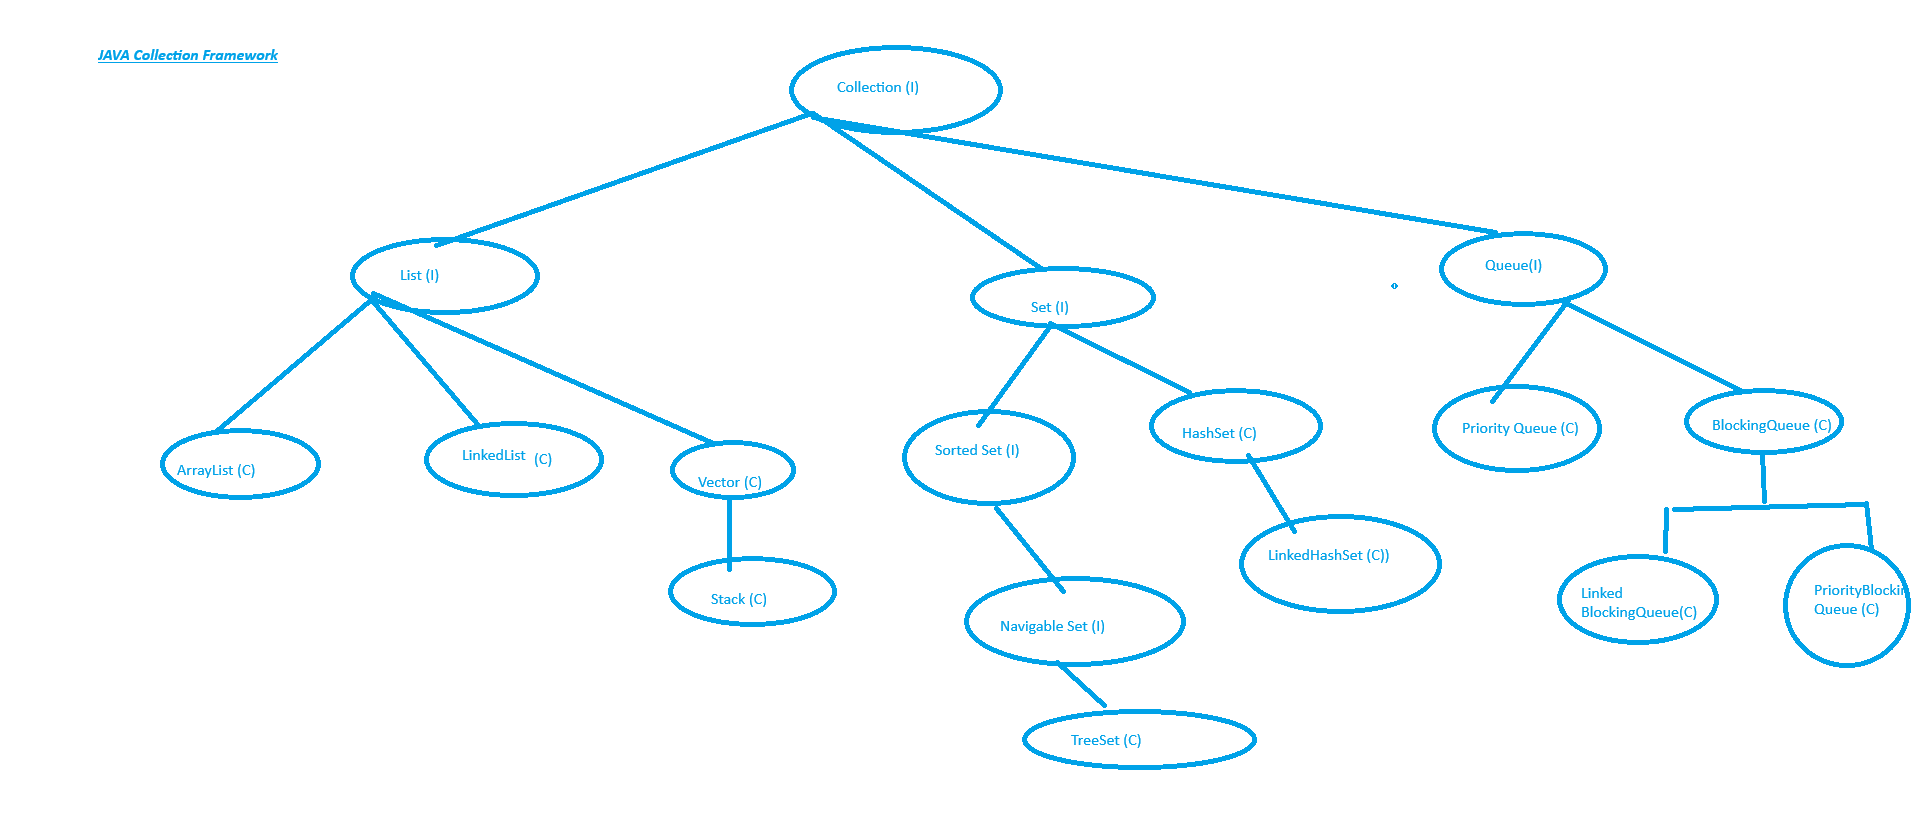 JAVA Collection Framework
Collection (I)
List (I)
Set (I)
Queue(I)
ArrayList (C)
LinkedList (C)
Vector (C)
Sorted Set (I)
HashSet (C)
Priority Queue (C)
BlockingQueue (C)
Stack (C)
Navigable Set (I)
LinkedHashSet (C))
Linked
BlockingQueue(C)
PriorityBlockin
Queue (C)
TreeSet (C)